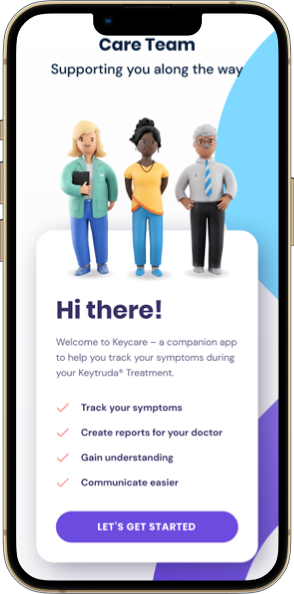 Care Team
Supporting you along the way
Hi there!
Welcome to Keycare – a companion app
to help you track your symptoms during
your Keytruda® Treatment.
Track your symptoms
Create reports for your doctor
Gain understanding
Communicate easier
LET'S GET STARTED